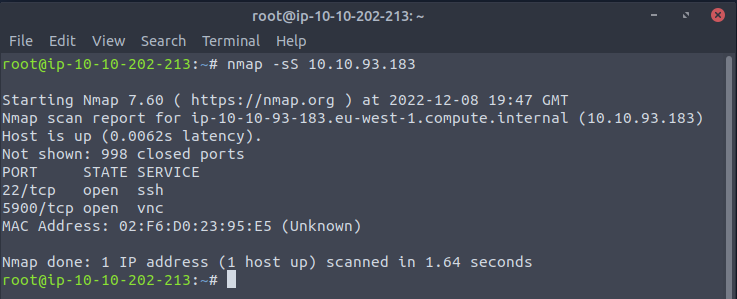 root@ip-10-10-202-213: ~
File Edit View Search Terminal Help
root@ip-10-10-202-213:~# nmap -sS 10.10.93.183
Starting Nmap 7.60 ( https://nmap.org ) at 2022-12-08 19:47 GMT
Nmap scan report for ip-10-10-93-183.eu-west-1.compute.internal (10.10.93.183)
Host is up (0.0062s latency).
Not shown: 998 closed ports
PORT     STATE SERVICE
22/tcp   open  ssh
5900/tcp open  vnc
MAC Address: 02:F6:D0:23:95:E5 (Unknown)
Nmap done: 1 IP address (1 host up) scanned in 1.64 seconds
root@ip-10-10-202-213:~#